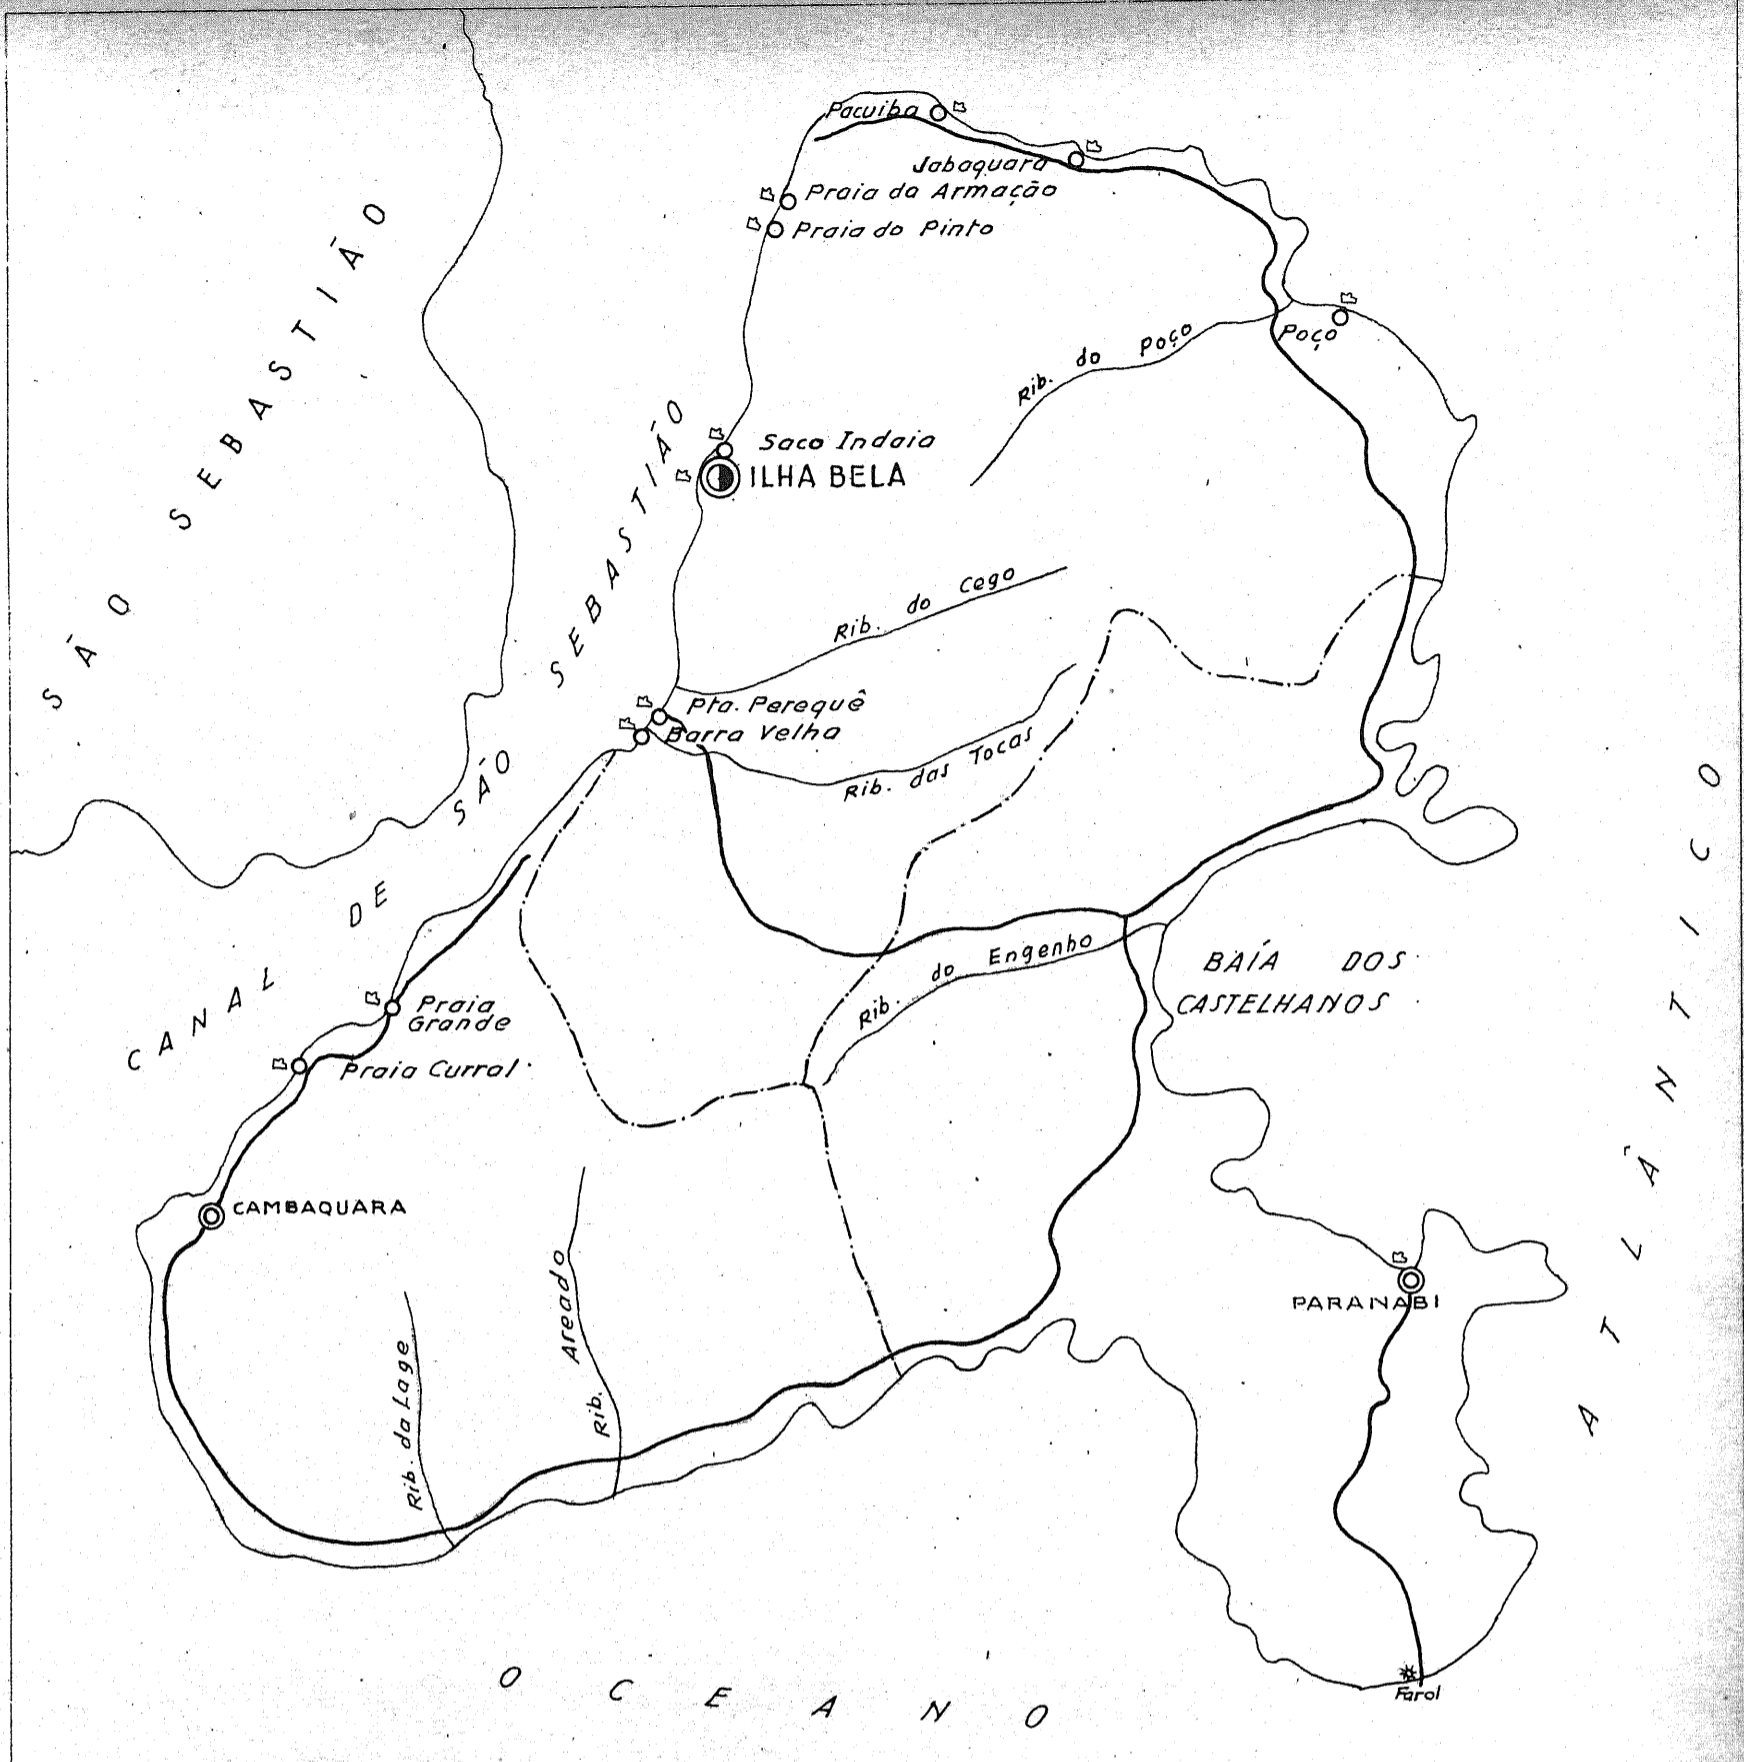 Pacuiba
Jabaquara
Praia da Armação
Praia do Pinto
SÃO SEBASTIÃO
Poço
Rib. do Poço
Saco Indaia
ILHA BELA
Rib. do Cego
CANAL DE SÃO SEBASTIÃO
Pta. Perequê
Barra Velha
Rib. das Tocas
Rib. do Engenho
BAÍA DOS
CASTELHANOS
Praia
Grande
Praia Curral
CAMBAQUARA
Rib. Areado
Rib. da Lage
PARANABI
Farol
OCEANO
ATLÂNTICO